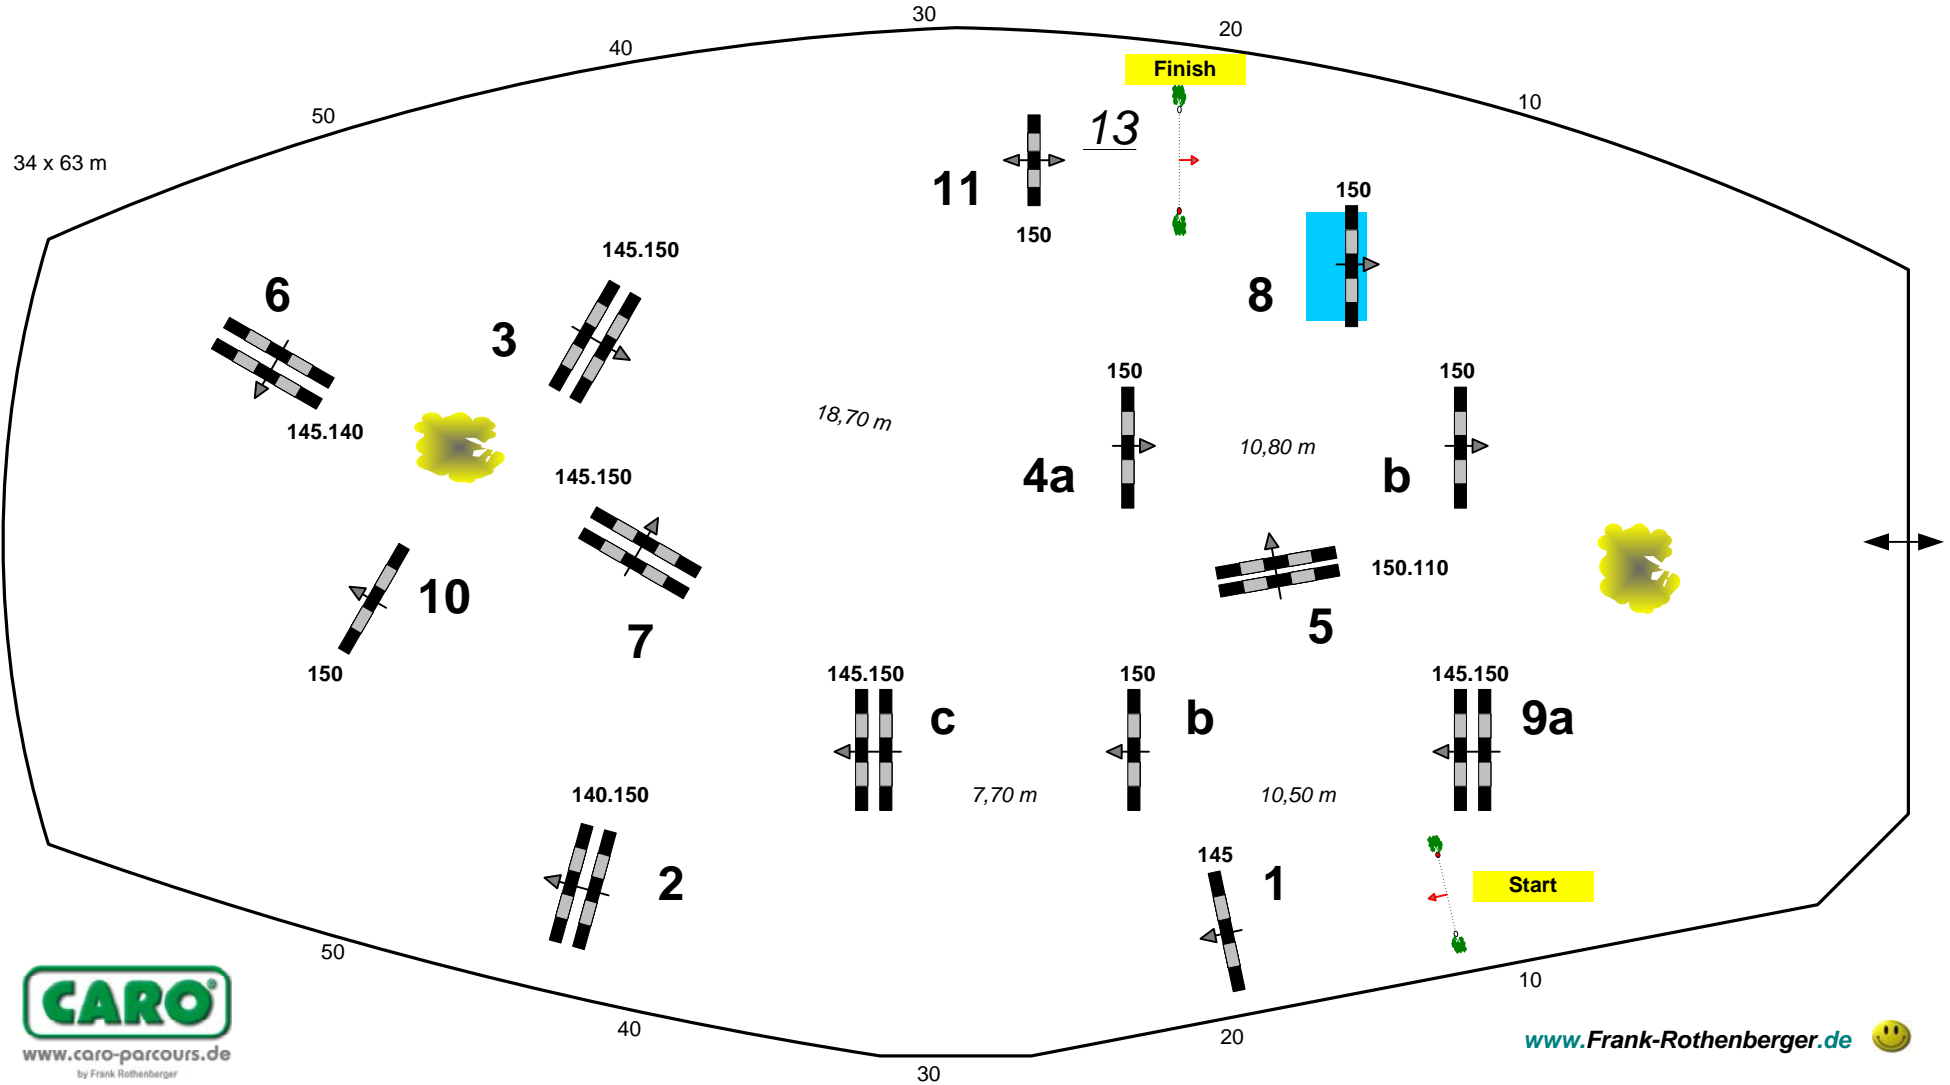 30
20
40
Finish
10
50
13
34 x 63 m
11
150
150
145.150
6
8
3
150
150
18,70 m
145.140
10,80 m
4a
b
145.150
150.110
10
5
7
150
145.150
150
145.150
c
b
9a
140.150
7,70 m
10,50 m
145
2
1
Start
50
10
CARO®
40
20
www.Frank-Rothenberger.de
www.caro-parcours.de
by Frank Rothenberger
30